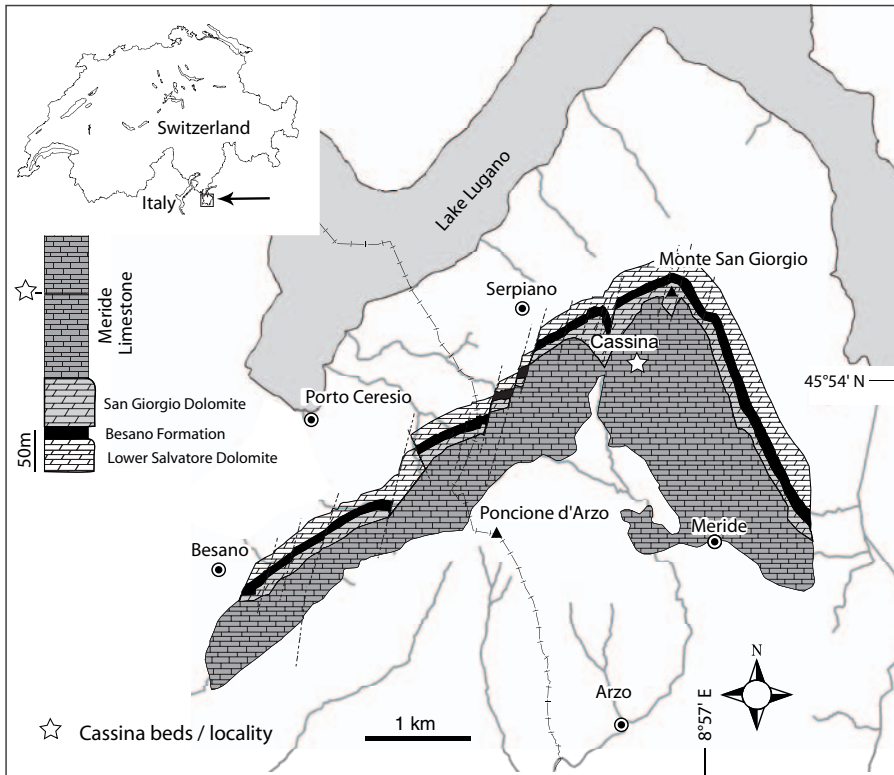 Switzerland
Italy
Lake Lugano
Monte San Giorgio
Serpiano
Cassina
45°54' N
Porto Ceresio
Meride
Limestone
San Giorgio Dolomite
Besano Formation
Lower Salvatore Dolomite
50m
Poncione d'Arzo
Meride
Besano
N
Arzo
8°57' E
Cassina beds / locality
1 km